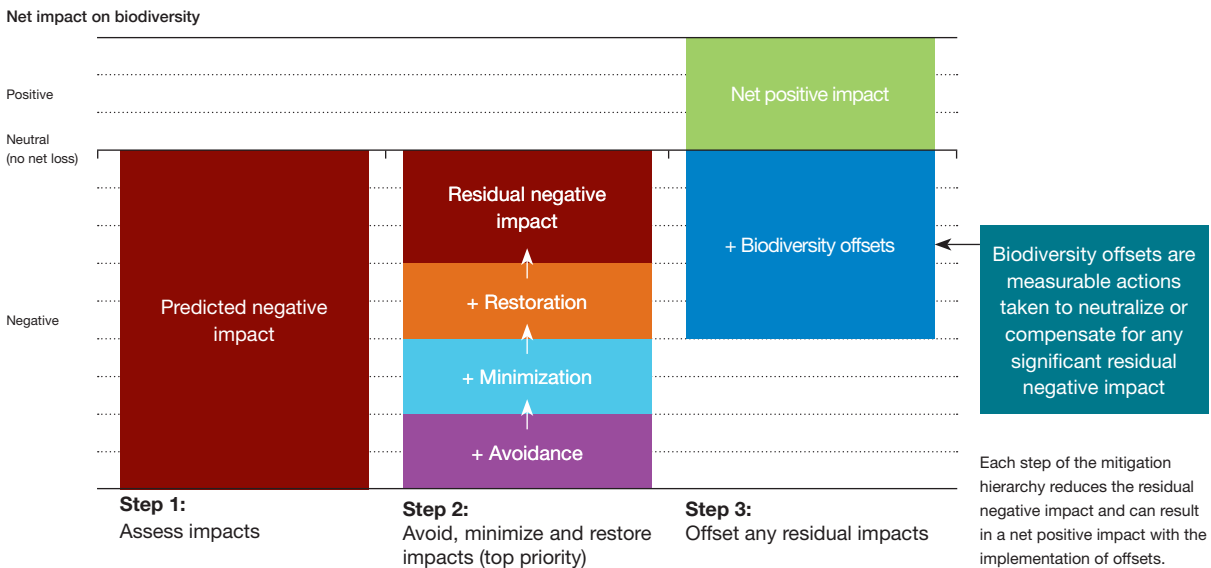 Net impact on biodiversity
Positive
Neutral
(no net loss)
Negative
Predicted negative
impact
Residual negative
impact
+ Restoration
+ Minimization
+ Avoidance
Net positive impact
+ Biodiversity offsets
Biodiversity offsets are
measurable actions
taken to neutralize or
compensate for any
significant residual
negative impact
Step 1:
Assess impacts
Step 2:
Avoid, minimize and restore
impacts (top priority)
Step 3:
Offset any residual impacts
Each step of the mitigation
hierarchy reduces the residual
negative impact and can result
in a net positive impact with the
implementation of offsets.